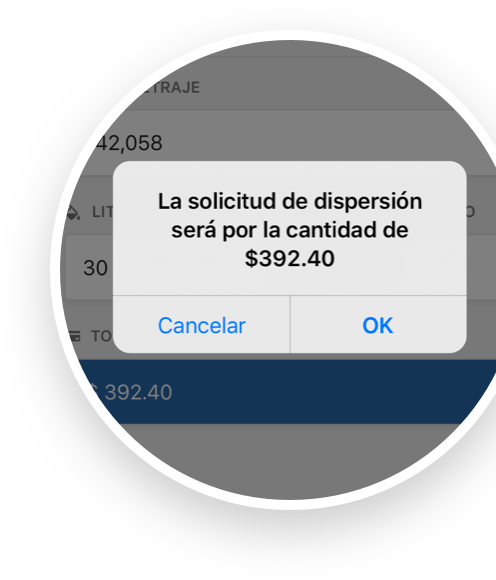 ETRAJE
42,058
LIT
O
La solicitud de dispersión
será por la cantidad de
$392.40
30
Cancelar
OK
TO
$ 392.40